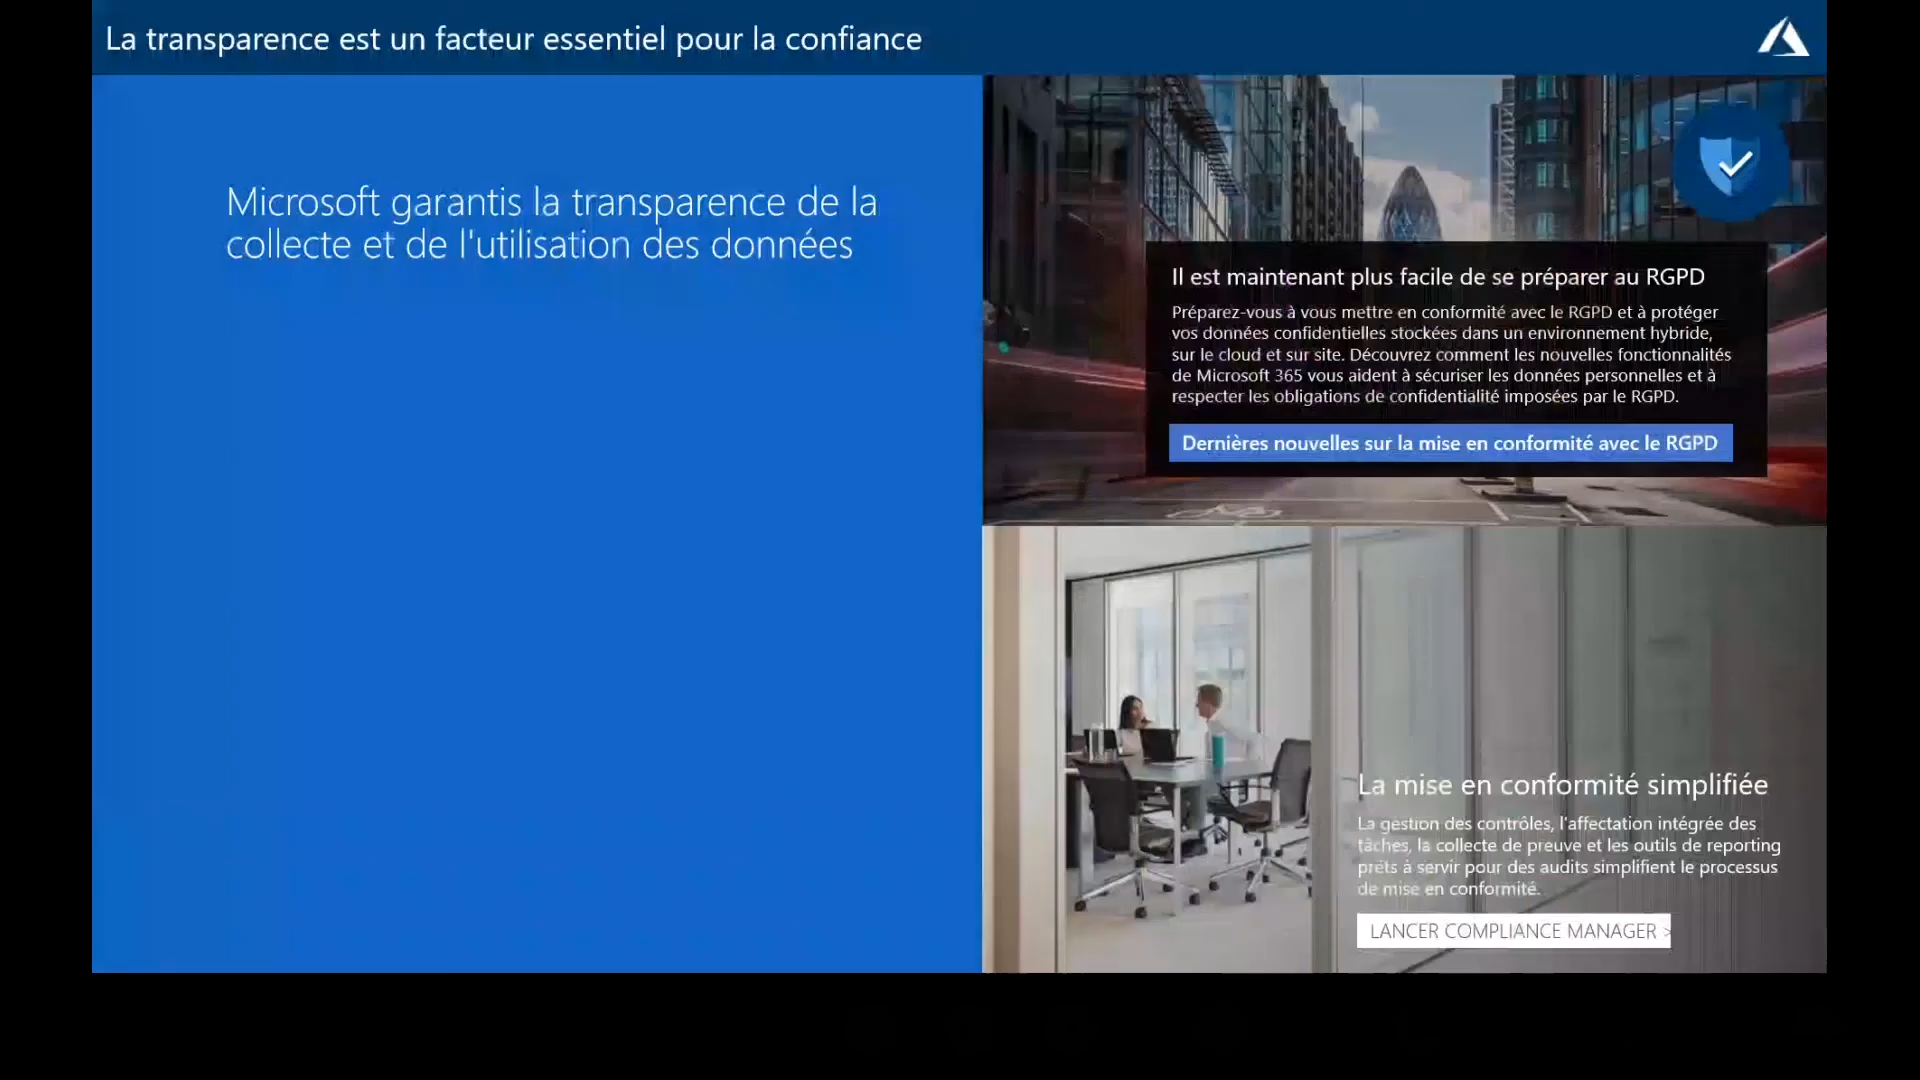 La transparence est un facteur essentiel pour la confiance
Microsoft garantis la transparence de la
collecte et de l'utilisation des données
Il est maintenant plus facile de se préparer au RGPD
Préparez-vous à vous mettre en conformité avec le RGPD et à protéger
vos données confidentielles stockées dans un environnement hybride,
sur le cloud et sur site. Découvrez comment les nouvelles fonctionnalités
de Microsoft 365 vous aident à sécuriser les données personnelles et à
respecter les obligations de confidentialité imposées par le RGPD.
Dernières nouvelles sur la mise en conformité avec le RGPD
La mise en conformité simplifiée
La gestion des contrôles, l'affectation intégrée des
tâches, la collecte de preuve et les outils de reporting
prêts à servir pour des audits simplifient le processus
de mise en conformité.
LANCER COMPLIANCE MANAGER >